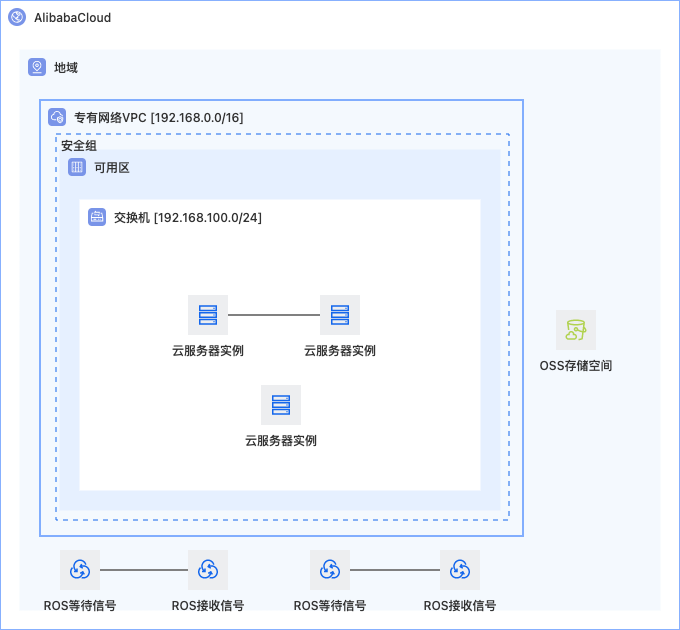 AlibabaCloud
地域
专有网络VPC [192.168.0.0/16]
安全组
可用区
交换机 [192.168.100.0/24]
云服务器实例
云服务器实例
云服务器实例
OSS存储空间
ROS等待信号
ROS接收信号
ROS等待信号
ROS接收信号